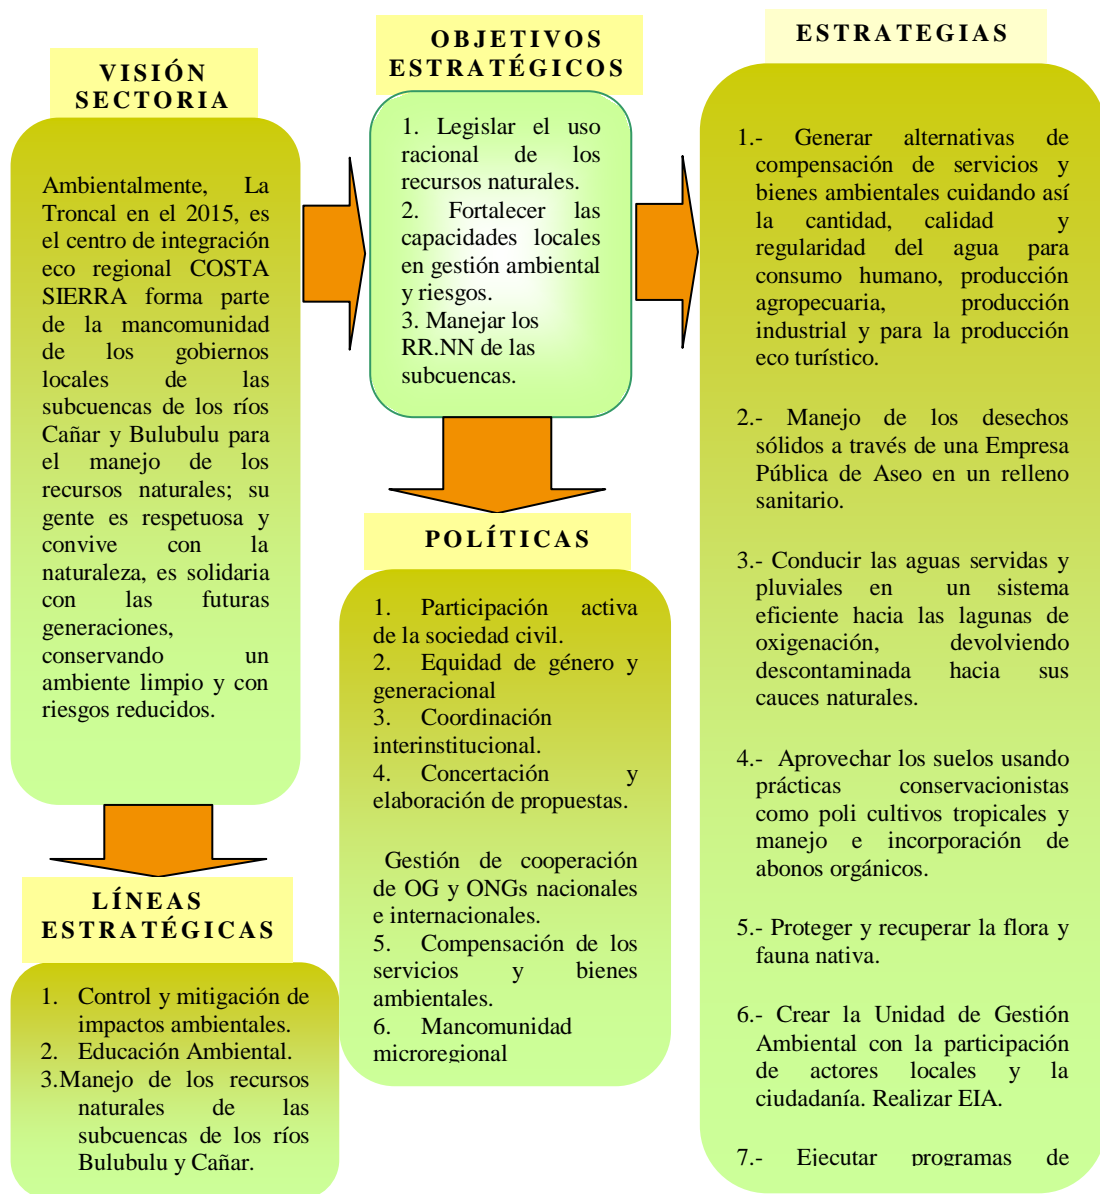 VISIÓN
SECTORIA
Ambientalmente, La
Troncal en el 2015, es
el centro de integración
eco regional COSTA
SIERRA forma parte
de la mancomunidad
de los gobiernos
locales de las
subcuencas de los ríos
Cañar y Bulubulu para
el manejo de los
recursos naturales; su
gente es respetuosa y
convive con la
naturaleza, es solidaria
con las futuras
generaciones,
conservando un
ambiente limpio y con
riesgos reducidos.
LÍNEAS
ESTRATÉGICAS
1. Control y mitigación de
impactos ambientales.
2. Educación Ambiental.
3.Manejo de los recursos
naturales de las
subcuencas de los ríos
Bulubulu y Cañar.
OBJETIVOS
ESTRATÉGICOS
1. Legislar el uso
racional de los
recursos naturales.
2. Fortalecer las
capacidades locales
en gestión ambiental
y riesgos.
3. Manejar los
RR.NN de las
subcuencas.
POLÍTICAS
1. Participación activa
de la sociedad civil.
2. Equidad de género y
generacional
3. Coordinación
interinstitucional.
4. Concertación y
elaboración de propuestas.
Gestión de cooperación
de OG y ONGs nacionales
e internacionales.
5. Compensación de los
servicios y bienes
ambientales.
6. Mancomunidad
microregional
ESTRATEGIAS
1.- Generar alternativas de
compensación de servicios y
bienes ambientales cuidando así
la cantidad, calidad y
regularidad del agua para
consumo humano, producción
agropecuaria, producción
industrial y para la producción
eco turístico.
2.- Manejo de los desechos
sólidos a través de una Empresa
Pública de Aseo en un relleno
sanitario.
3.- Conducir las aguas servidas y
pluviales en un sistema
eficiente hacia las lagunas de
oxigenación, devolviendo
descontaminada hacia sus
cauces naturales.
4.- Aprovechar los suelos usando
prácticas conservacionistas
como poli cultivos tropicales y
manejo e incorporación de
abonos orgánicos.
5.- Proteger y recuperar la flora y
fauna nativa.
6.- Crear la Unidad de Gestión
Ambiental con la participación
de actores locales y la
ciudadanía. Realizar EIA.
7.- Ejecutar programas de